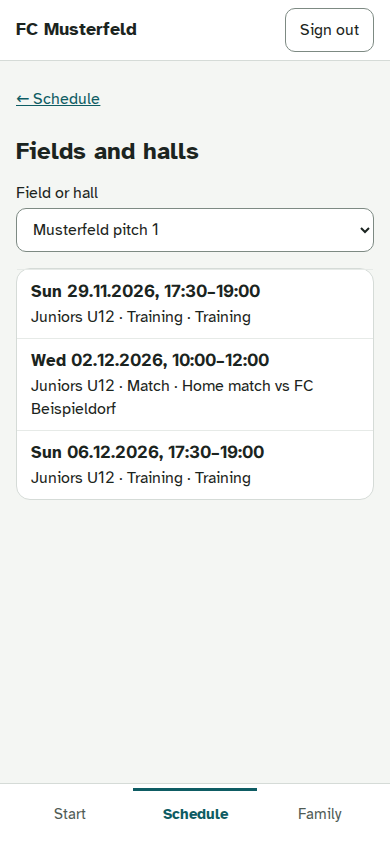 FC Musterfeld
Sign out
← Schedule
Fields and halls
Field or hall
Musterfeld pitch 1
Sun 29.11.2026, 17:30–19:00
Juniors U12 · Training · Training
Wed 02.12.2026, 10:00–12:00
Juniors U12 · Match · Home match vs FC
Beispieldorf
Sun 06.12.2026, 17:30–19:00
Juniors U12 · Training · Training
Start
Schedule
Family